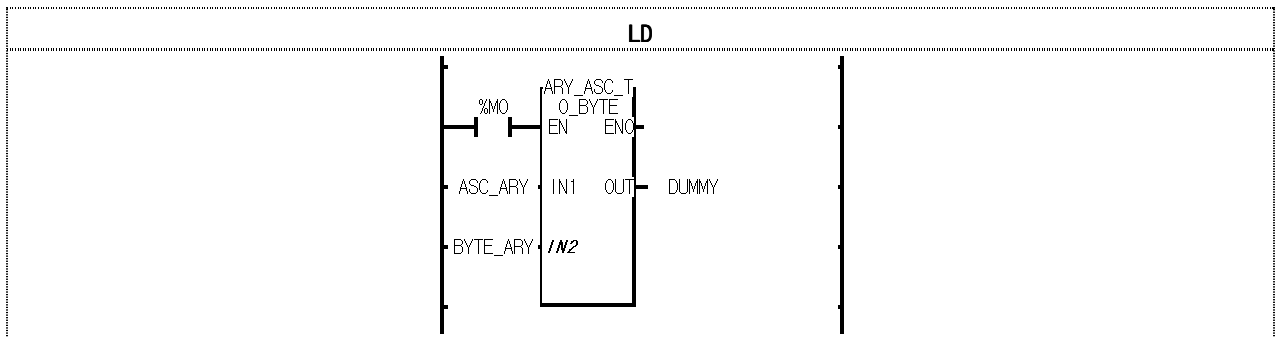 LD
ARY_ASC_T
%M0
O_BYTE
EN ENO
ASC_ARY IN1 OUT DUMMY
BYTE_ARY IN2